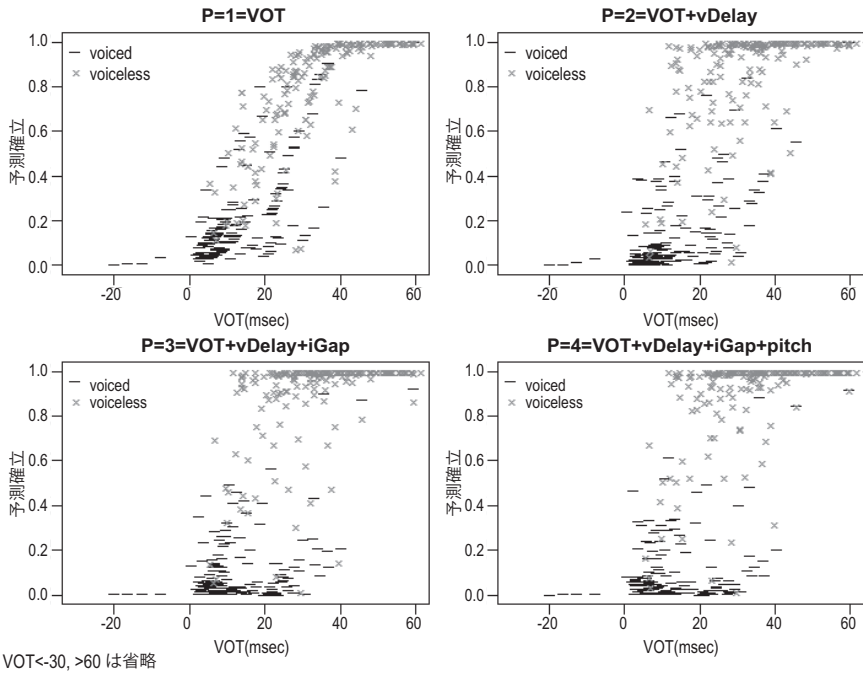 P=1=VOT
voiced
voiceless
予測確立
1.0
0.8
0.6
0.4
0.2
0.0
-20
0
20
40
60
VOT(msec)
P=2=VOT+vDelay
voiced
voiceless
予測確立
1.0
0.8
0.6
0.4
0.2
0.0
-20
0
20
40
60
VOT(msec)
P=3=VOT+vDelay+iGap
voiced
voiceless
予測確立
1.0
0.8
0.6
0.4
0.2
0.0
-20
0
20
40
60
VOT(msec)
P=4=VOT+vDelay+iGap+pitch
voiced
voiceless
予測確立
1.0
0.8
0.6
0.4
0.2
0.0
-20
0
20
40
60
VOT(msec)
VOT<-30, >60 は省略